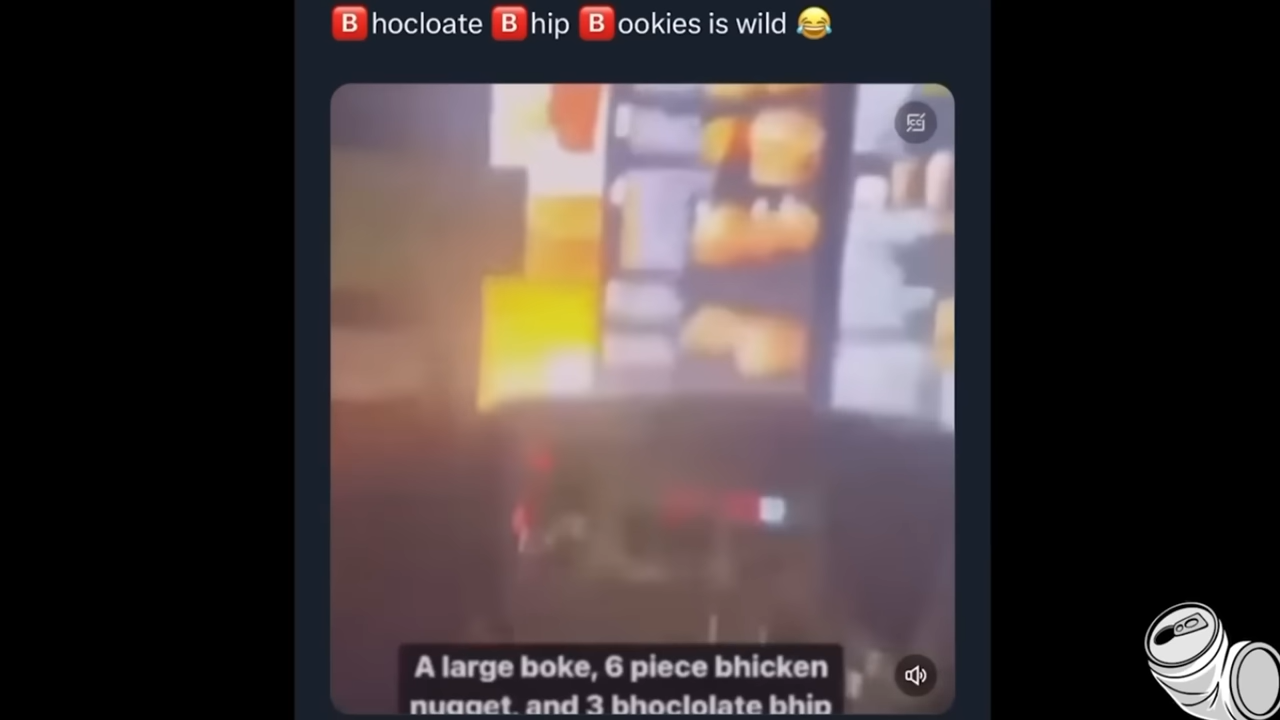 🅱hocloate 🅱hip 🅱ookies is wild 😂
A large boke, 6 piece bhicken
nugget, and 3 bhoclolate bhip